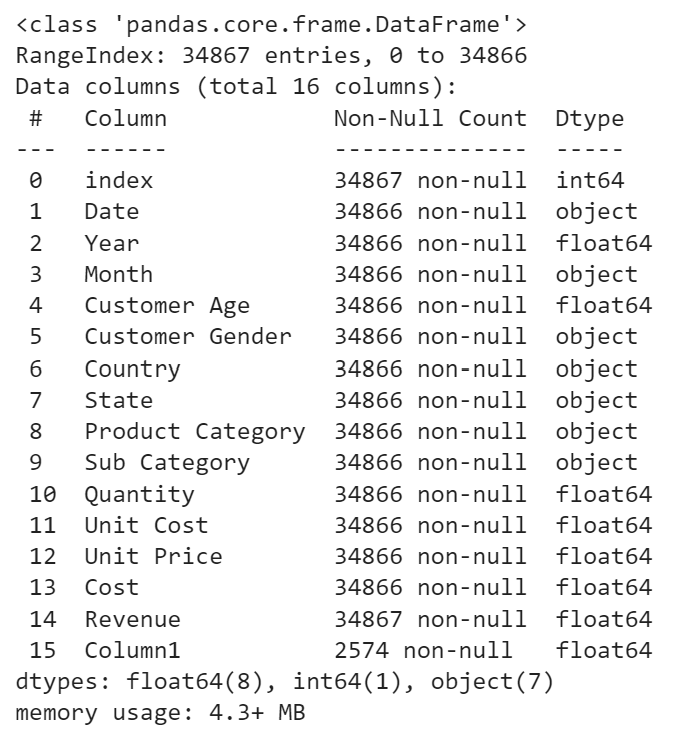 <class 'pandas.core.frame.DataFrame'>
RangeIndex: 34867 entries, 0 to 34866
Data columns (total 16 columns):
 #   Column            Non-Null Count  Dtype
---  ------            --------------  -----
 0   index             34867 non-null  int64
 1   Date              34866 non-null  object
 2   Year              34866 non-null  float64
 3   Month             34866 non-null  object
 4   Customer Age      34866 non-null  float64
 5   Customer Gender   34866 non-null  object
 6   Country           34866 non-null  object
 7   State             34866 non-null  object
 8   Product Category  34866 non-null  object
 9   Sub Category      34866 non-null  object
 10  Quantity          34866 non-null  float64
 11  Unit Cost         34866 non-null  float64
 12  Unit Price        34866 non-null  float64
 13  Cost              34866 non-null  float64
 14  Revenue           34867 non-null  float64
 15  Column1           2574 non-null   float64
dtypes: float64(8), int64(1), object(7)
memory usage: 4.3+ MB